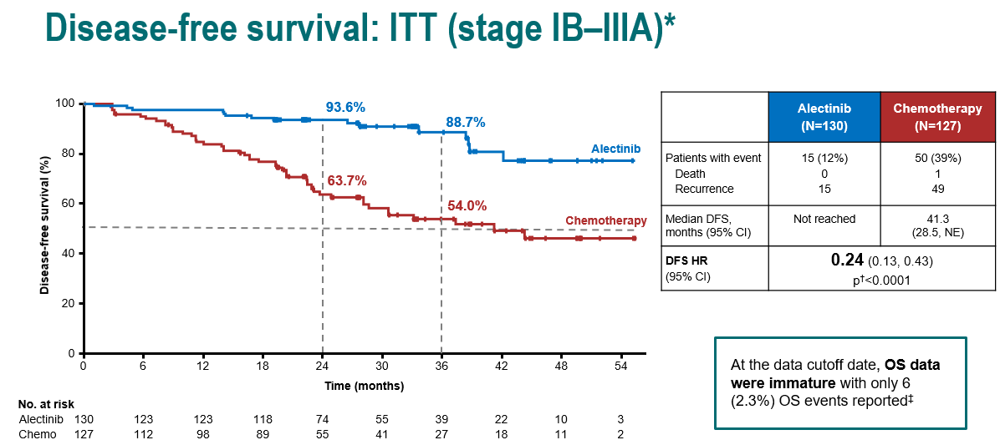 Disease-free survival: ITT (stage IB–IIIA)*
Disease-free survival (%)
100
80
60
40
20
0
93.6%
88.7%
Alectinib
63.7%
54.0%
Chemotherapy
0 6 12 18 24 30 36 42 48 54
Time (months)
No. at risk
Alectinib 130 123 123 118 74 55 39 22 10 3
Chemo 127 112 98 89 55 41 27 18 11 2
Alectinib Chemotherapy
(N=130) (N=127)
Patients with event 15 (12%) 50 (39%)
Death 0 1
Recurrence 15 49
Median DFS, Not reached 41.3
months (95% CI) (28.5, NE)
DFS HR 0.24 (0.13, 0.43)
(95% CI) p†<0.0001
At the data cutoff date, OS data
were immature with only 6
(2.3%) OS events reported‡